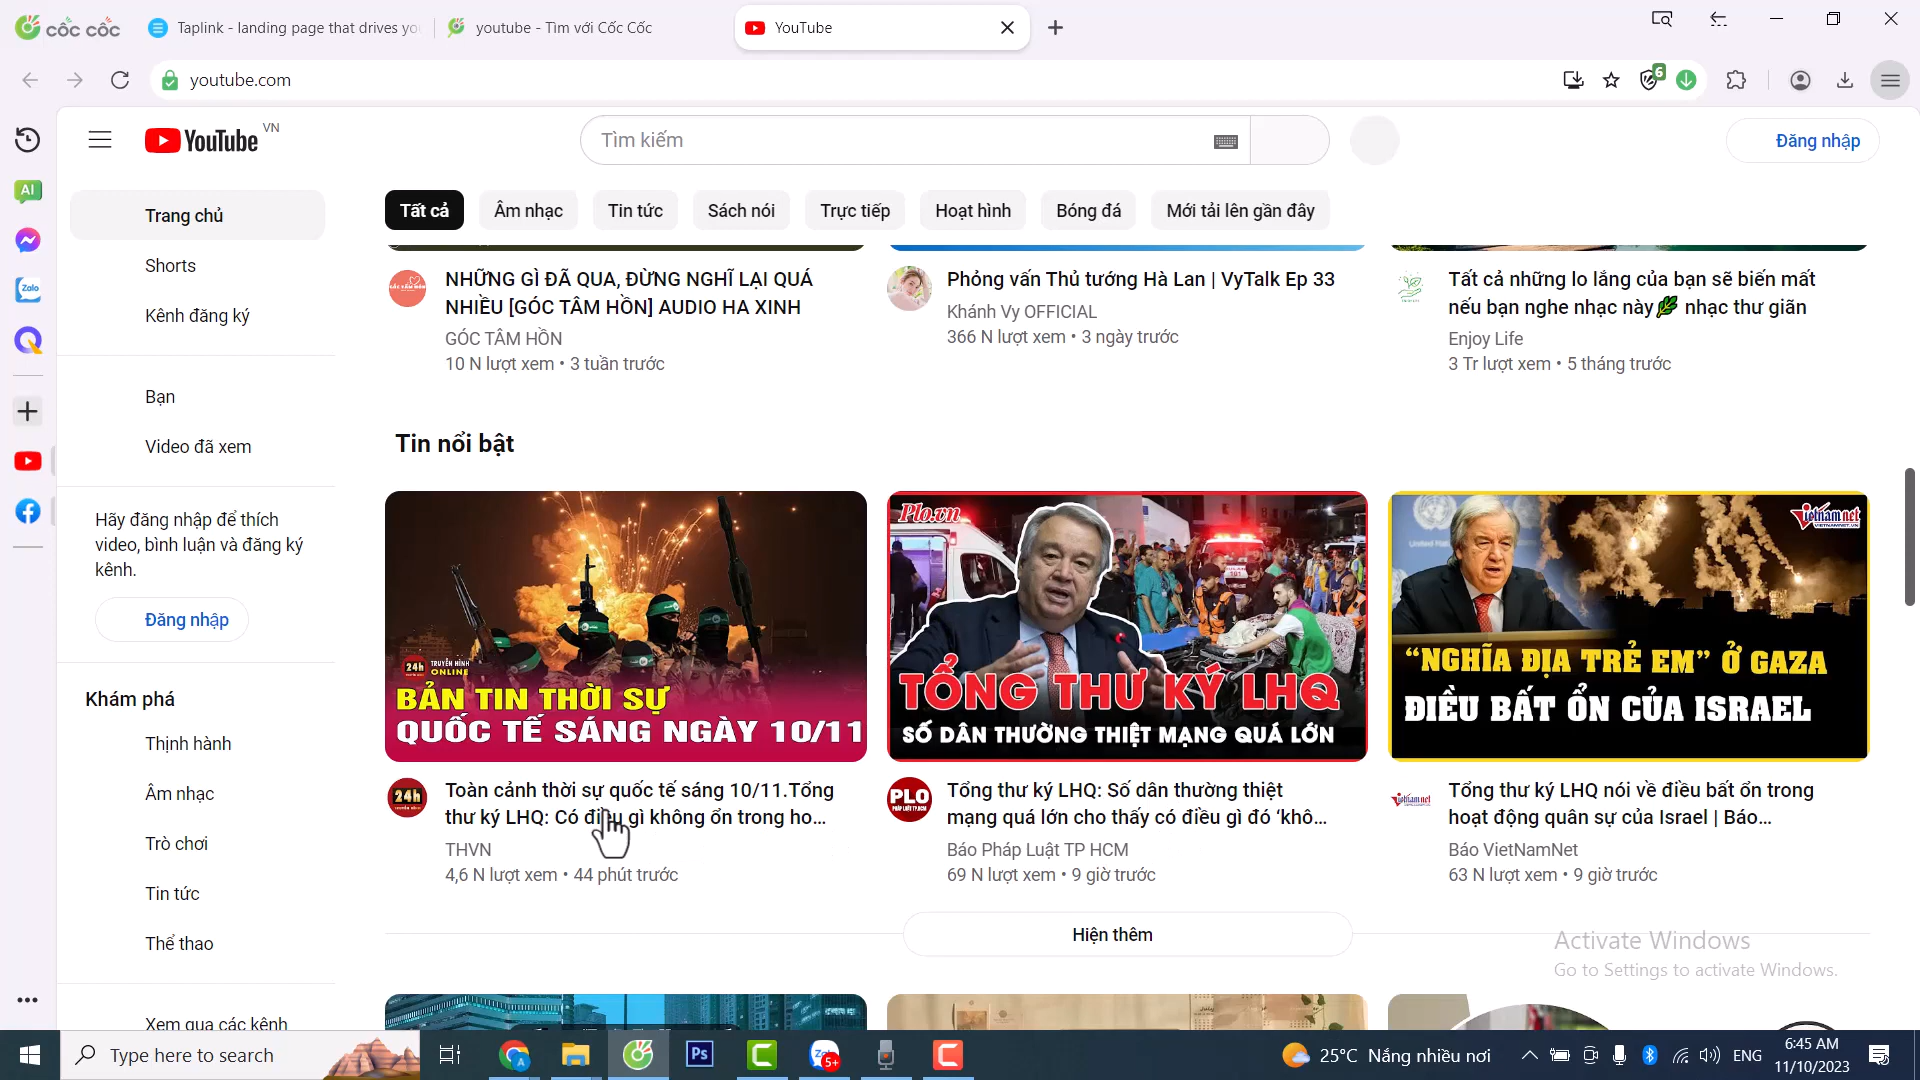 cốc cốc
Taplink - landing page that drives yo
youtube - Tìm với Cốc Cốc
YouTube
youtube.com
6
AI
Zalo
YouTube VN
Tìm kiếm
Đăng nhập
Trang chủ
Shorts
Kênh đăng ký
Bạn
Video đã xem
Hãy đăng nhập để thích
video, bình luận và đăng ký
kênh.
Đăng nhập
Khám phá
Thịnh hành
Âm nhạc
Trò chơi
Tin tức
Thể thao
Xem qua các kênh
Tất cả
Âm nhạc
Tin tức
Sách nói
Trực tiếp
Hoạt hình
Bóng đá
Mới tải lên gần đây
NHỮNG GÌ ĐÃ QUA, ĐỪNG NGHĨ LẠI QUÁ
NHIỀU [GÓC TÂM HỒN] AUDIO HA XINH
GÓC TÂM HỒN
10 N lượt xem • 3 tuần trước
Phỏng vấn Thủ tướng Hà Lan | VyTalk Ep 33
Khánh Vy OFFICIAL
366 N lượt xem • 3 ngày trước
Tất cả những lo lắng của bạn sẽ biến mất
nếu bạn nghe nhạc này🌿 nhạc thư giãn
Enjoy Life
3 Tr lượt xem • 5 tháng trước
Tin nổi bật
24h TRUYỀN HÌNH
ONLINE
BẢN TIN THỜI SỰ
QUỐC TẾ SÁNG NGÀY 10/11
24h
Toàn cảnh thời sự quốc tế sáng 10/11.Tổng
thư ký LHQ: Có điều gì không ổn trong ho...
THVN
4,6 N lượt xem • 44 phút trước
Plo.vn
TỔNG THƯ KÝ LHQ
SỐ DÂN THƯỜNG THIỆT MẠNG QUÁ LỚN
PLO
PHÁP LUẬT TP.HCM
Tổng thư ký LHQ: Số dân thường thiệt
mạng quá lớn cho thấy có điều gì đó ‘khô...
Báo Pháp Luật TP HCM
69 N lượt xem • 9 giờ trước
Vietnamnet
VIETNAMNET.VN
“NGHĨA ĐỊA TRẺ EM” Ở GAZA
ĐIỀU BẤT ỔN CỦA ISRAEL
Vietnamnet
Tổng thư ký LHQ nói về điều bất ổn trong
hoạt động quân sự của Israel | Báo...
Báo VietNamNet
63 N lượt xem • 9 giờ trước
Hiện thêm
Activate Windows
Go to Settings to activate Windows.
Type here to search
A
Ps
5+
25°C Nắng nhiều nơi
ENG
6:45 AM
11/10/2023